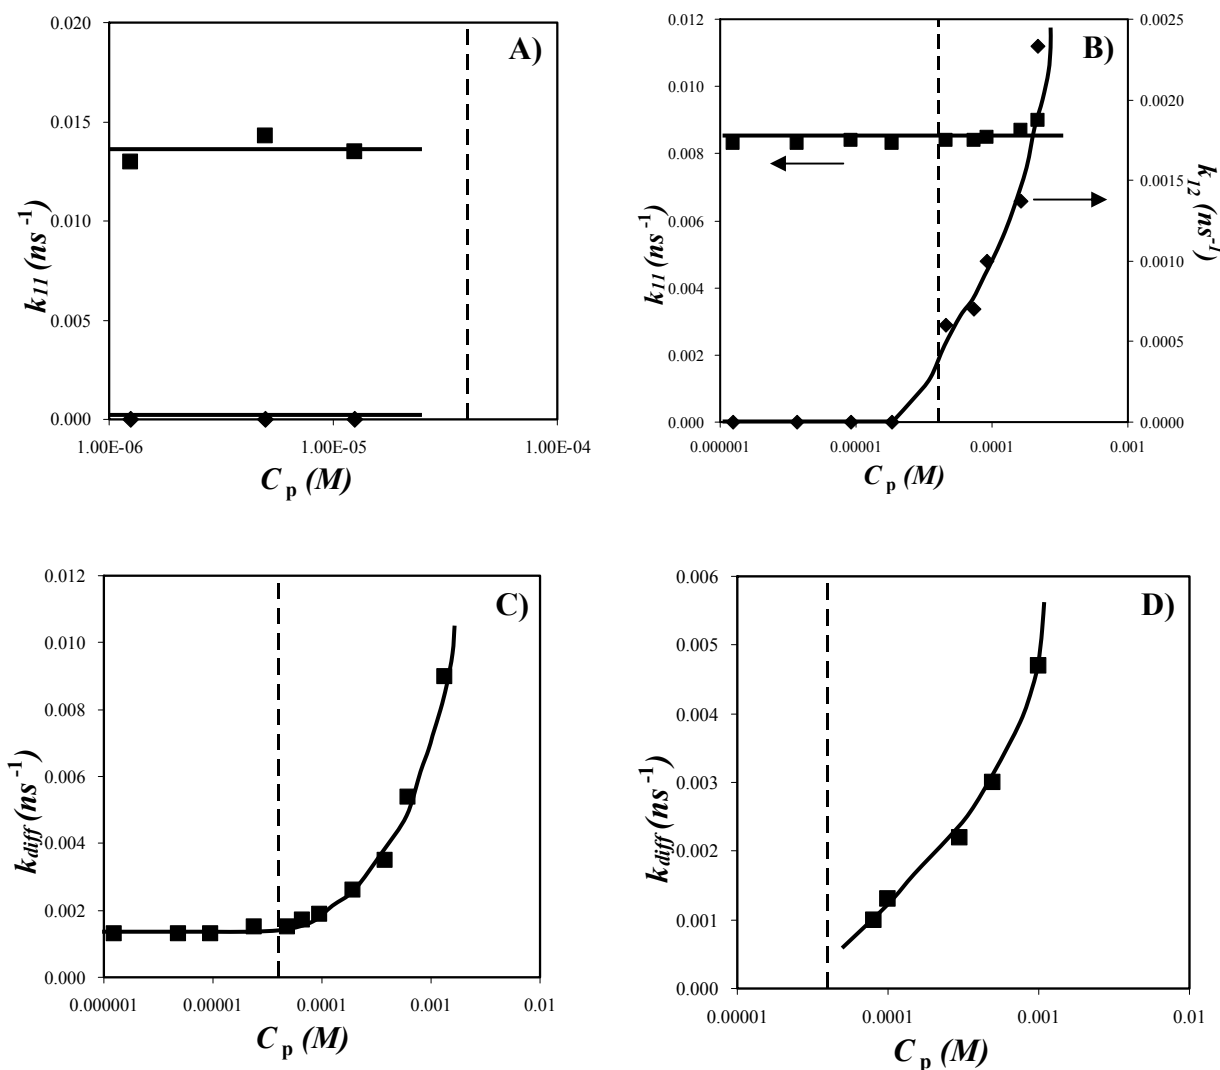 A)
0.020
0.015
0.010
0.005
0.000
k11 (ns-1)
1.00E-06 1.00E-05 1.00E-04
Cp (M)
B)
0.012
0.010
0.008
0.006
0.004
0.002
0.000
k11 (ns-1)
0.0025
0.0020
0.0015
0.0010
0.0005
0.0000
k12 (ns-1)
0.000001 0.00001 0.0001 0.001
Cp (M)
C)
0.012
0.010
0.008
0.006
0.004
0.002
0.000
kdiff (ns-1)
0.000001 0.00001 0.0001 0.001 0.01
Cp (M)
D)
0.006
0.005
0.004
0.003
0.002
0.001
0.000
kdiff (ns-1)
0.00001 0.0001 0.001 0.01
Cp (M)